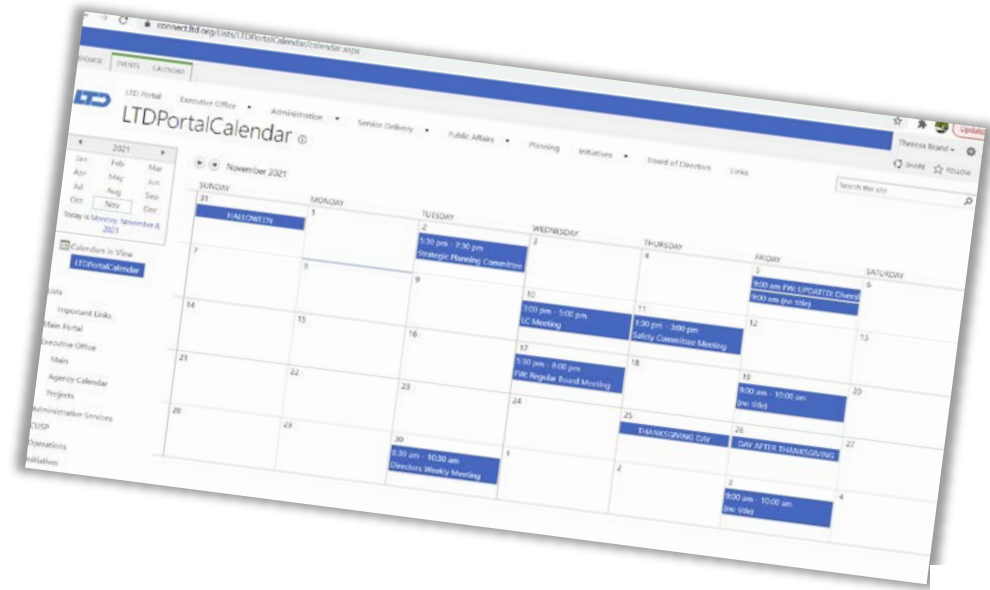 connect.ltd.org/Lists/LTDPortalCalendar/calendar.aspx
BROWSE EVENTS CALENDAR
Theresa Brand
SHARE FOLLOW
LTD
LTD Portal Executive Office Administration Service Delivery Public Affairs Planning Initiatives Board of Directors Links
LTDPortalCalendar
Search this site
2021
Jan Feb Mar
Apr May Jun
Jul Aug Sep
Oct Nov Dec
Today is Monday, November 8,
2021
Calendars in View
LTDPortalCalendar
Lists
Important Links
Main Portal
Executive Office
Main
Agency Calendar
Projects
Administrative Services
CUSP
Operations
Initiatives
November 2021
SUNDAY MONDAY TUESDAY WEDNESDAY THURSDAY FRIDAY SATURDAY
31 1 2 3 4 5 6
HALLOWEEN
5:30 pm - 7:30 pm
Strategic Planning Committee
9:00 am FW: UPDATED: Diversi
9:00 am (no title)
7 8 9 10 11 12 13
3:00 pm - 5:00 pm
LC Meeting
1:30 pm - 3:00 pm
Safety Committee Meeting
14 15 16 17 18 19 20
5:30 pm - 8:00 pm
FW: Regular Board Meeting
9:00 am - 10:00 am
(no title)
21 22 23 24 25 26 27
THANKSGIVING DAY
DAY AFTER THANKSGIVING
28 29 30 1 2 3 4
8:30 am - 10:30 am
Directors Weekly Meeting
9:00 am - 10:00 am
(no title)